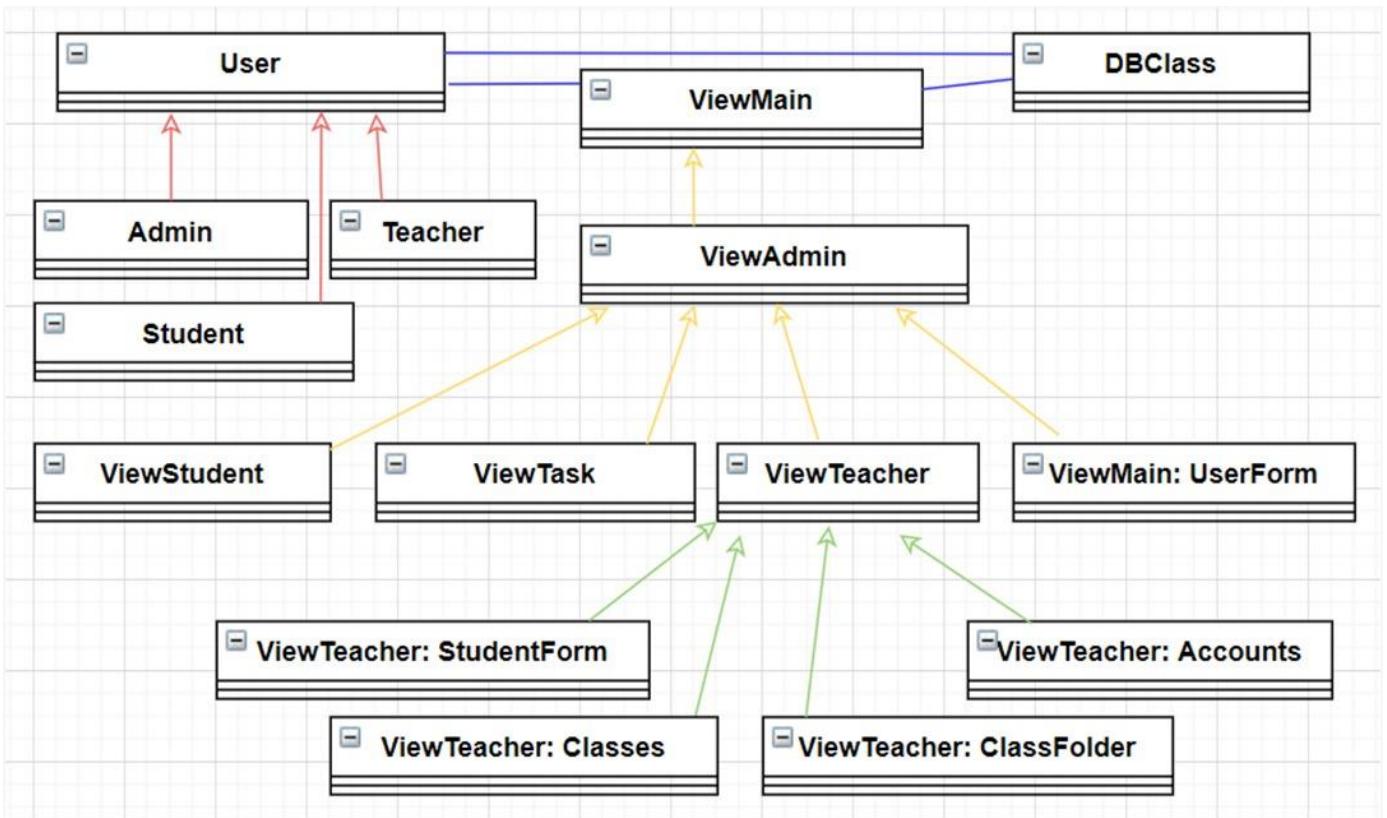 User
DBClass
ViewMain
Admin
Teacher
ViewAdmin
Student
ViewStudent
ViewTask
ViewTeacher
ViewMain: UserForm
ViewTeacher: StudentForm
ViewTeacher: Accounts
ViewTeacher: Classes
ViewTeacher: ClassFolder